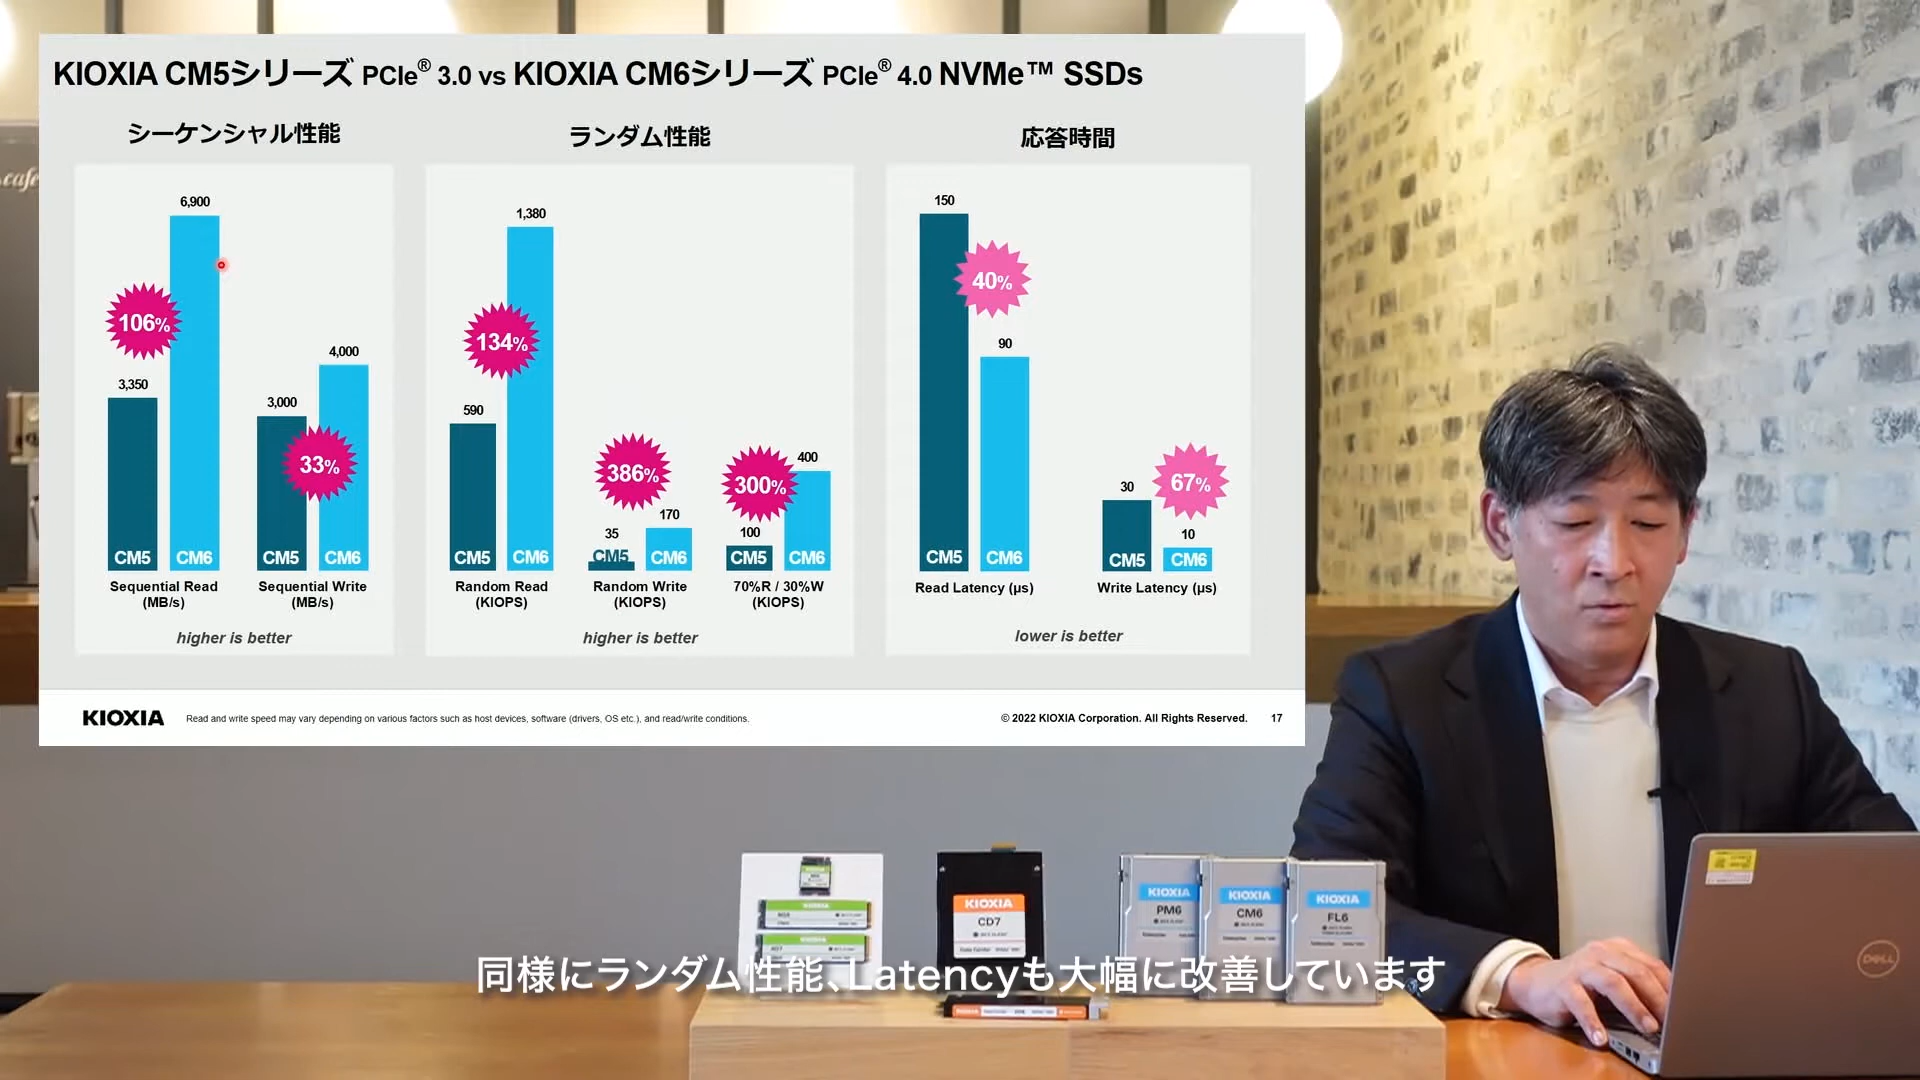 KIOXIA CM5シリーズ PCIe® 3.0 vs KIOXIA CM6シリーズ PCIe® 4.0 NVMe™ SSDs
シーケンシャル性能
6,900
106%
3,350
4,000
3,000
33%
CM5 CM6 CM5 CM6
Sequential Read (MB/s)
Sequential Write (MB/s)
higher is better
ランダム性能
1,380
134%
590
386%
170
35
300%
400
100
CM5 CM6 CM5 CM6 CM5 CM6
Random Read (KIOPS)
Random Write (KIOPS)
70%R / 30%W (KIOPS)
higher is better
応答時間
150
40%
90
67%
30
10
CM5 CM6 CM5 CM6
Read Latency (µs)
Write Latency (µs)
lower is better
KIOXIA
Read and write speed may vary depending on various factors such as host devices, software (drivers, OS etc.), and read/write conditions.
© 2022 KIOXIA Corporation. All Rights Reserved.
17
cafe
KIOXIA
CD7
KIOXIA
PM6
KIOXIA
CM6
KIOXIA
FL6
DELL
同様にランダム性能、Latencyも大幅に改善しています